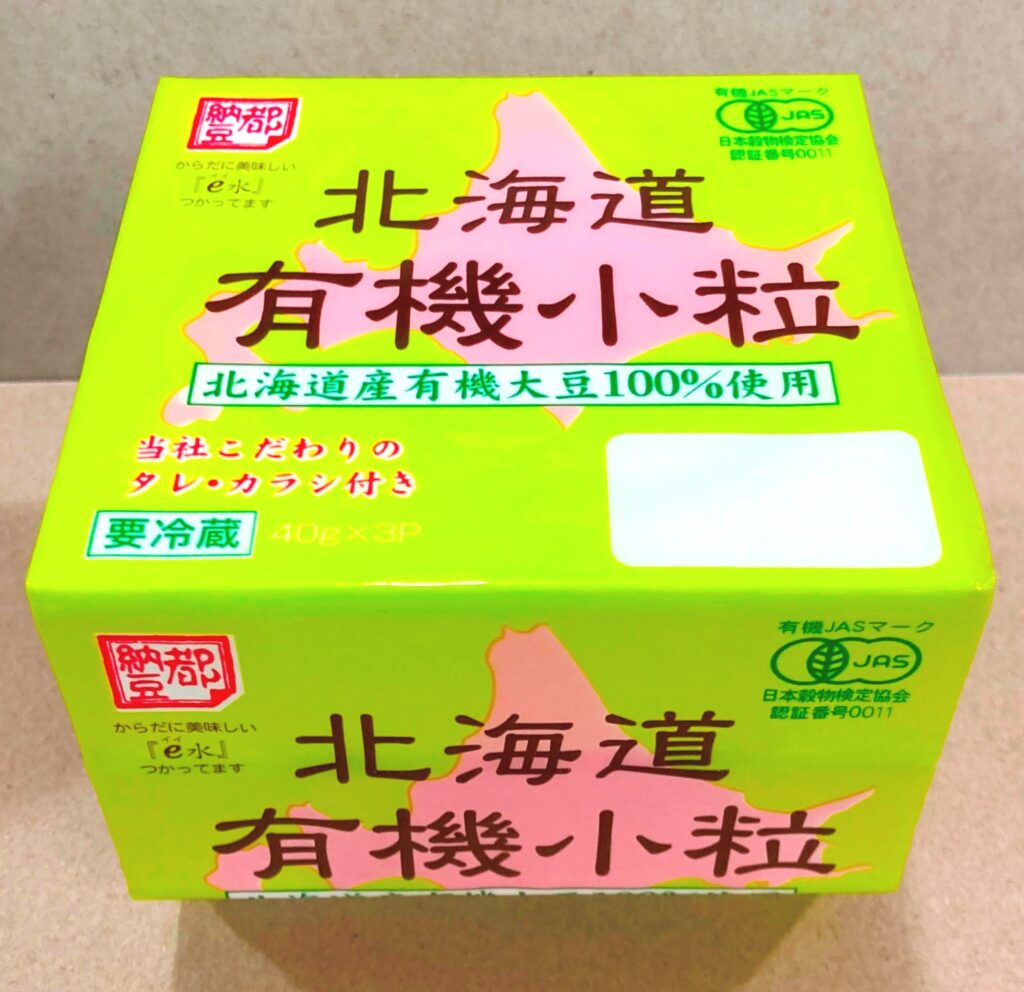 都納豆
有機JASマーク
JAS
日本穀物検定協会
認証番号0011
からだに美味しい
イイ
『e水』
つかってます
北海道
有機小粒
北海道産有機大豆100%使用
当社こだわりの
タレ・カラシ付き
要冷蔵 40g×3P
都納豆
有機JASマーク
JAS
日本穀物検定協会
認証番号0011
からだに美味しい
イイ
『e水』
つかってます
北海道
有機小粒